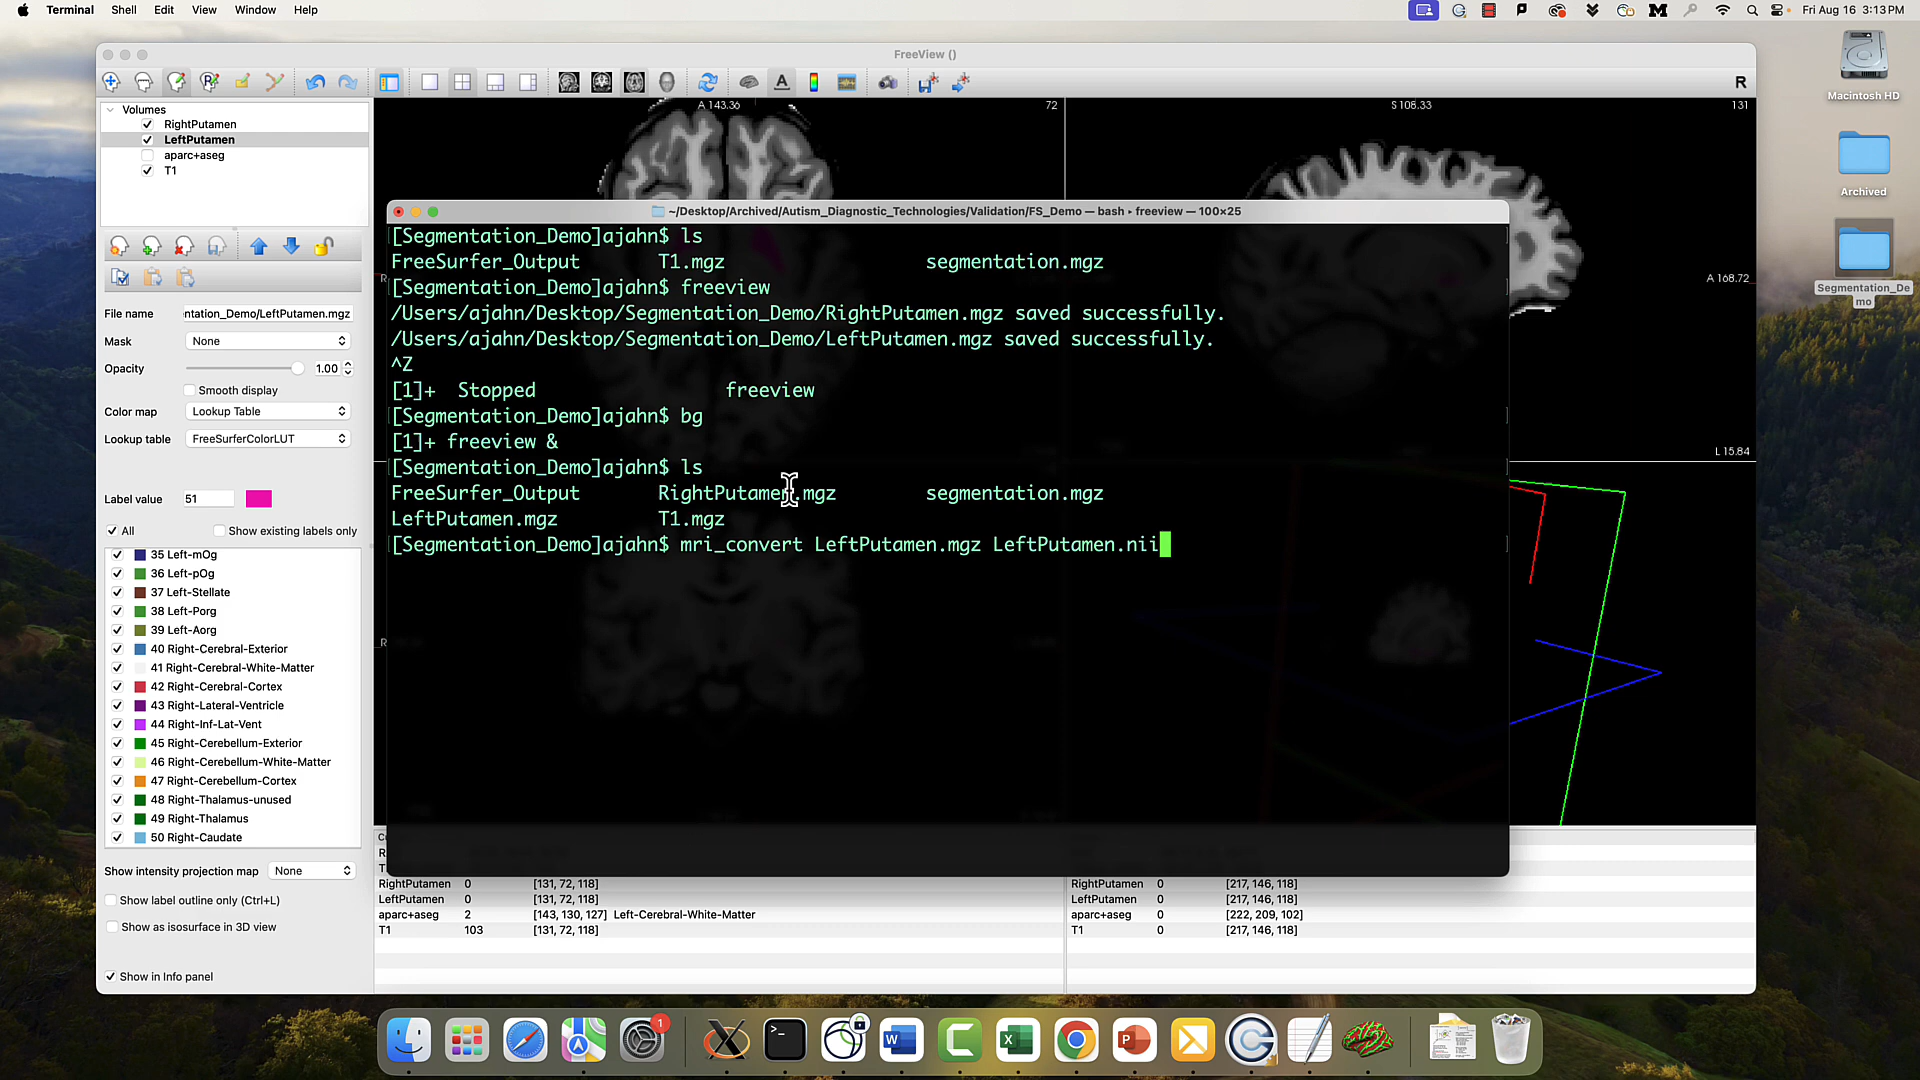 Terminal Shell Edit View Window Help
Fri Aug 16 3:13 PM
FreeView ()
R
Volumes
RightPutamen
LeftPutamen
aparc+aseg
T1
File name ntation_Demo/LeftPutamen.mgz
Mask None
Opacity 1.00
Smooth display
Color map Lookup Table
Lookup table FreeSurferColorLUT
Label value 51
All Show existing labels only
35 Left-mOg
36 Left-pOg
37 Left-Stellate
38 Left-Porg
39 Left-Aorg
40 Right-Cerebral-Exterior
41 Right-Cerebral-White-Matter
42 Right-Cerebral-Cortex
43 Right-Lateral-Ventricle
44 Right-Inf-Lat-Vent
45 Right-Cerebellum-Exterior
46 Right-Cerebellum-White-Matter
47 Right-Cerebellum-Cortex
48 Right-Thalamus-unused
49 Right-Thalamus
50 Right-Caudate
Show intensity projection map None
Show label outline only (Ctrl+L)
Show as isosurface in 3D view
Show in Info panel
A 143.36 72
S 108.33 131
A 168.72
L 15.84
~/Desktop/Archived/Autism_Diagnostic_Technologies/Validation/FS_Demo — bash ▸ freeview — 100×25
[Segmentation_Demo]ajahn$ ls
FreeSurfer_Output T1.mgz segmentation.mgz
[Segmentation_Demo]ajahn$ freeview
/Users/ajahn/Desktop/Segmentation_Demo/RightPutamen.mgz saved successfully.
/Users/ajahn/Desktop/Segmentation_Demo/LeftPutamen.mgz saved successfully.
^Z
[1]+ Stopped freeview
[Segmentation_Demo]ajahn$ bg
[1]+ freeview &
[Segmentation_Demo]ajahn$ ls
FreeSurfer_Output RightPutamen.mgz segmentation.mgz
LeftPutamen.mgz T1.mgz
[Segmentation_Demo]ajahn$ mri_convert LeftPutamen.mgz LeftPutamen.nii
RightPutamen 0 [131, 72, 118]
LeftPutamen 0 [131, 72, 118]
aparc+aseg 2 [143, 130, 127] Left-Cerebral-White-Matter
T1 103 [131, 72, 118]
RightPutamen 0 [217, 146, 118]
LeftPutamen 0 [217, 146, 118]
aparc+aseg 0 [222, 209, 102]
T1 0 [217, 146, 118]
Macintosh HD
Archived
Segmentation_De
mo
1